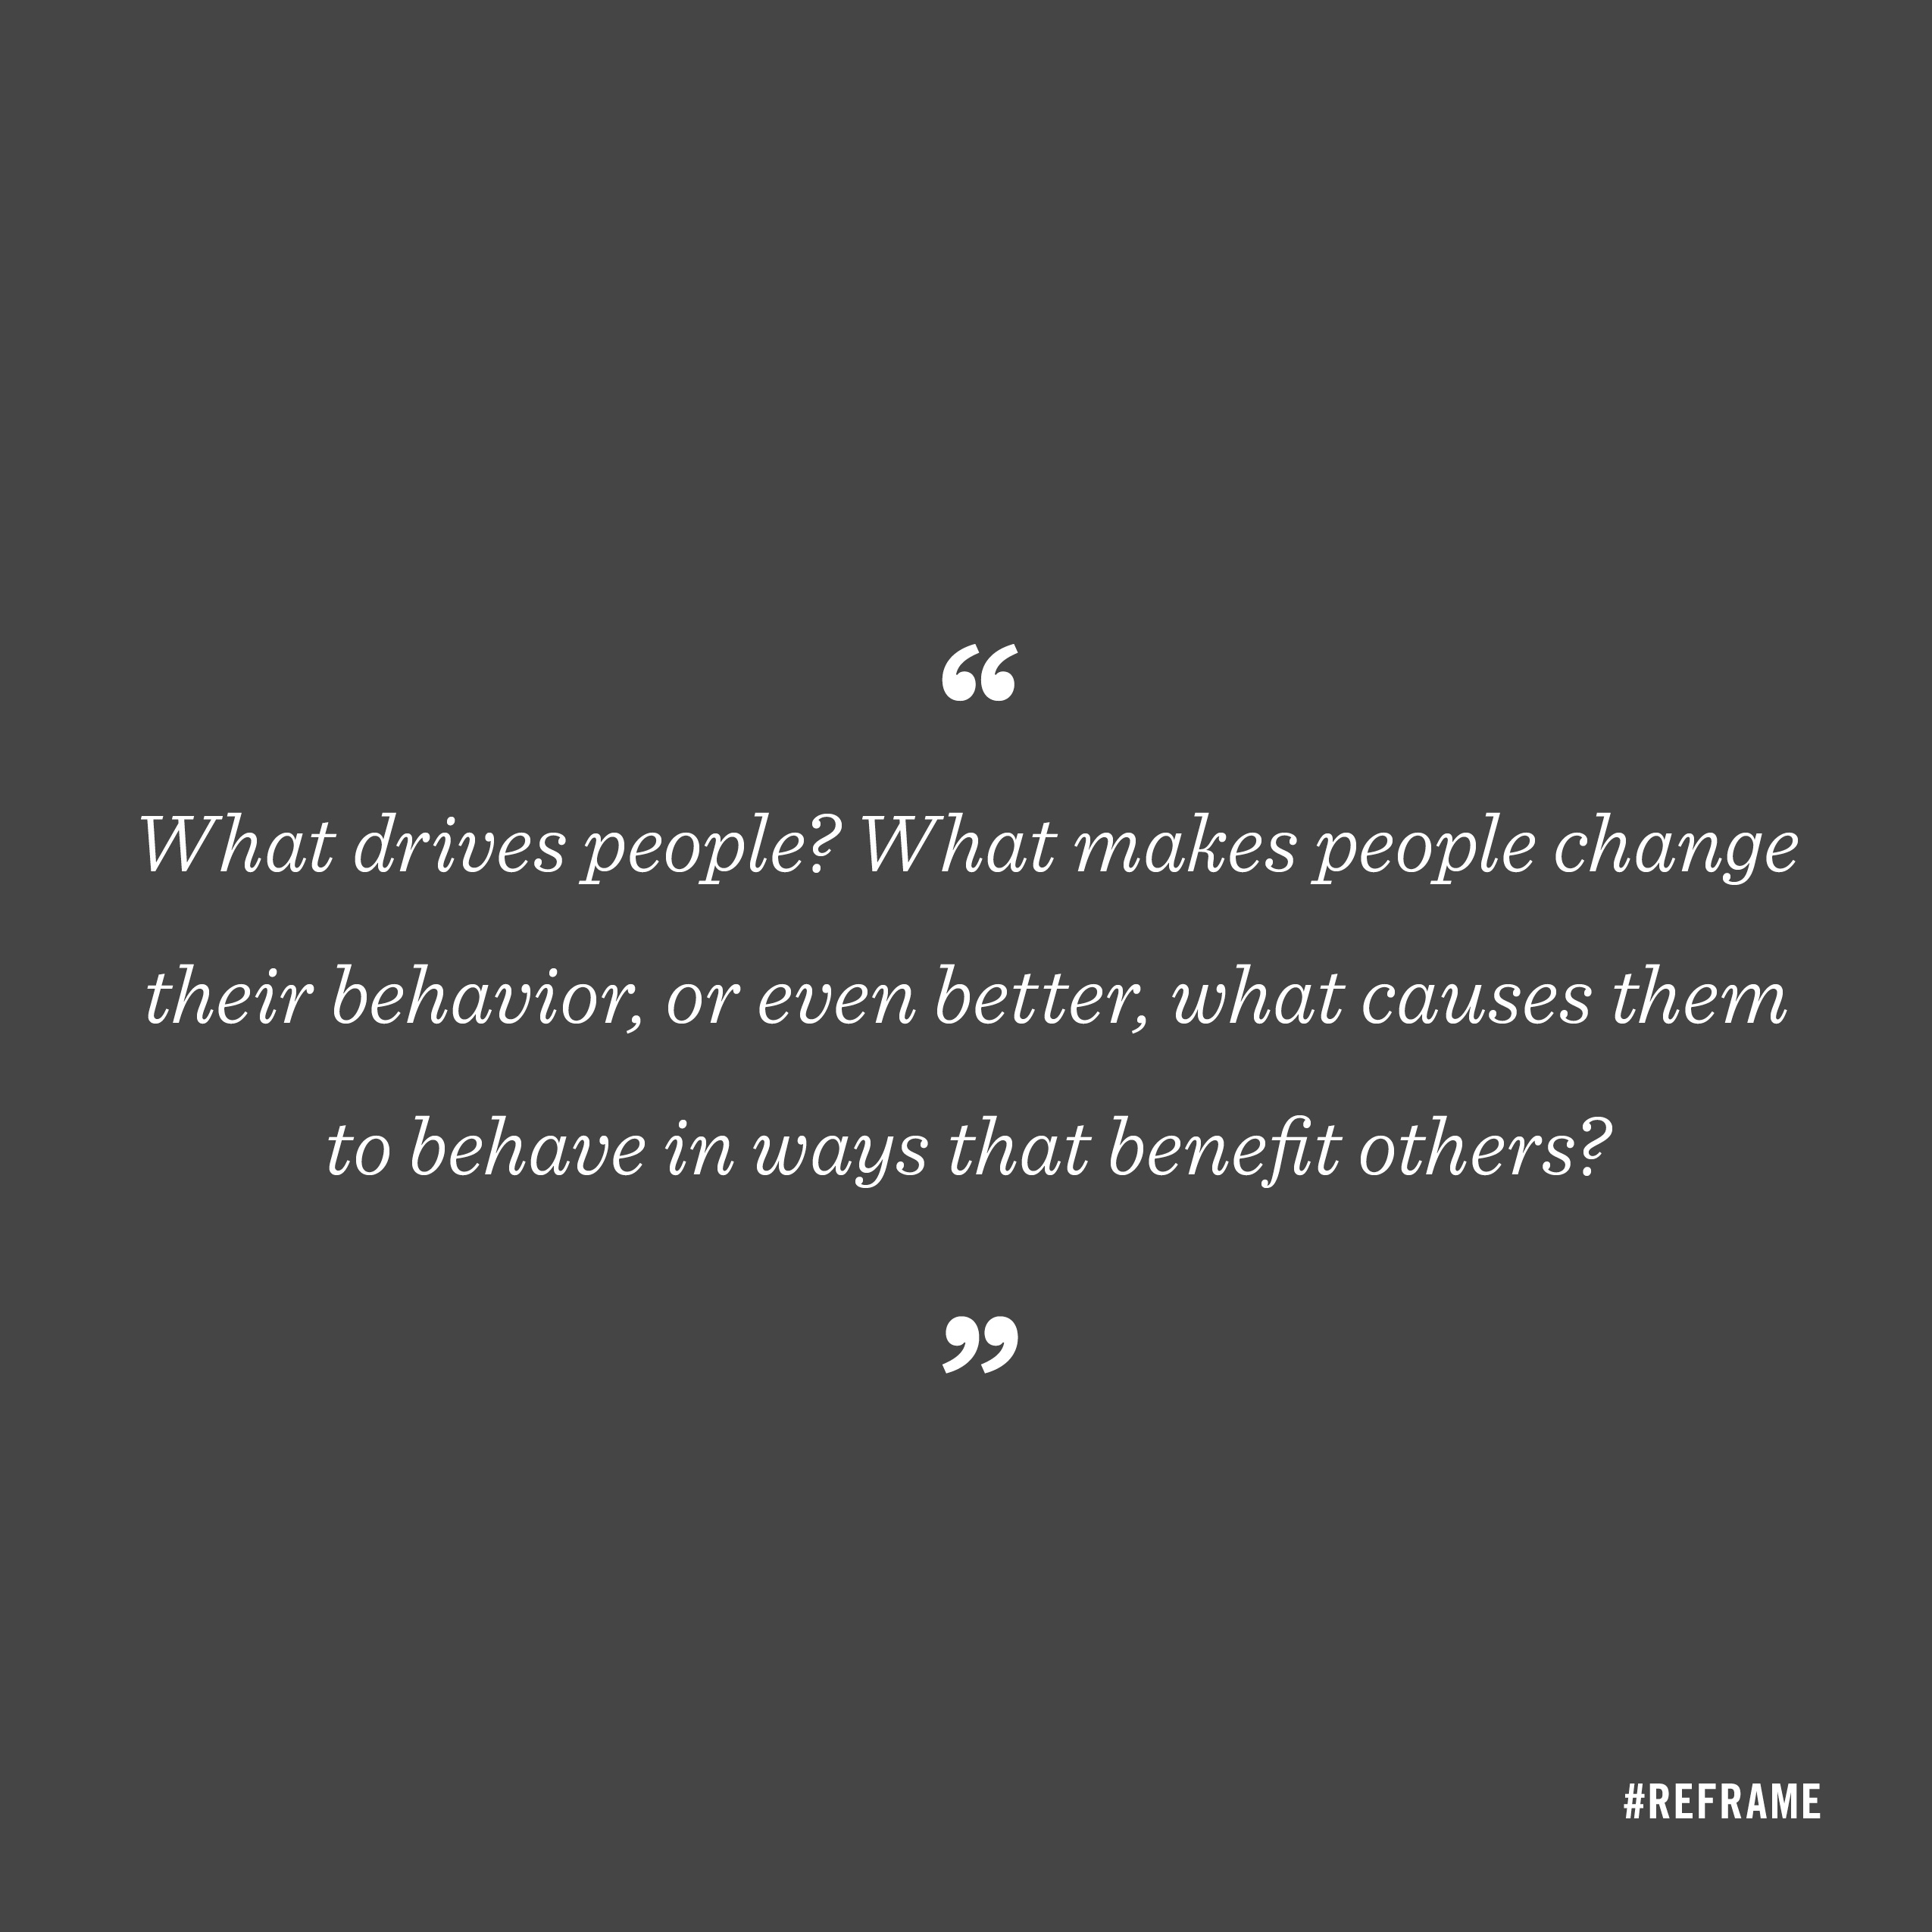 “
What drives people? What makes people change
their behavior, or even better, what causes them
to behave in ways that benefit others?
”
#REFRAME